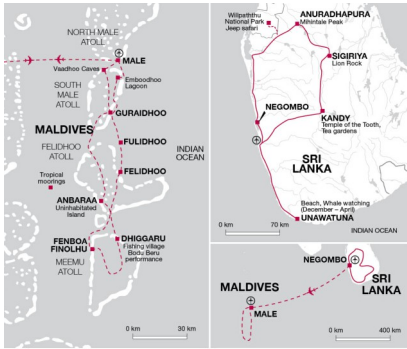 NORTH MALE
ATOLL
MALE
Vaadhoo Caves
Emboodhoo
Lagoon
SOUTH
MALE
ATOLL
GURAIDHOO
MALDIVES
FULIDHOO
FELIDHOO
ATOLL
INDIAN
OCEAN
FELIDHOO
Tropical
moorings
ANBARAA
Uninhabited
Island
FENBOA
FINOLHU
DHIGGARU
Fishing village
Bodu Beru
performance
MEEMU ATOLL
0 km
30 km
Willpaththu
National Park
Jeep safari
ANURADHAPURA
Mihintale Peak
SIGIRIYA
Lion Rock
NEGOMBO
KANDY
Temple of the Tooth,
Tea gardens
SRI
LANKA
Beach, Whale watching
(December – April)
UNAWATUNA
0 km
70 km
INDIAN OCEAN
NEGOMBO
SRI
LANKA
MALDIVES
MALE
0 km
400 km